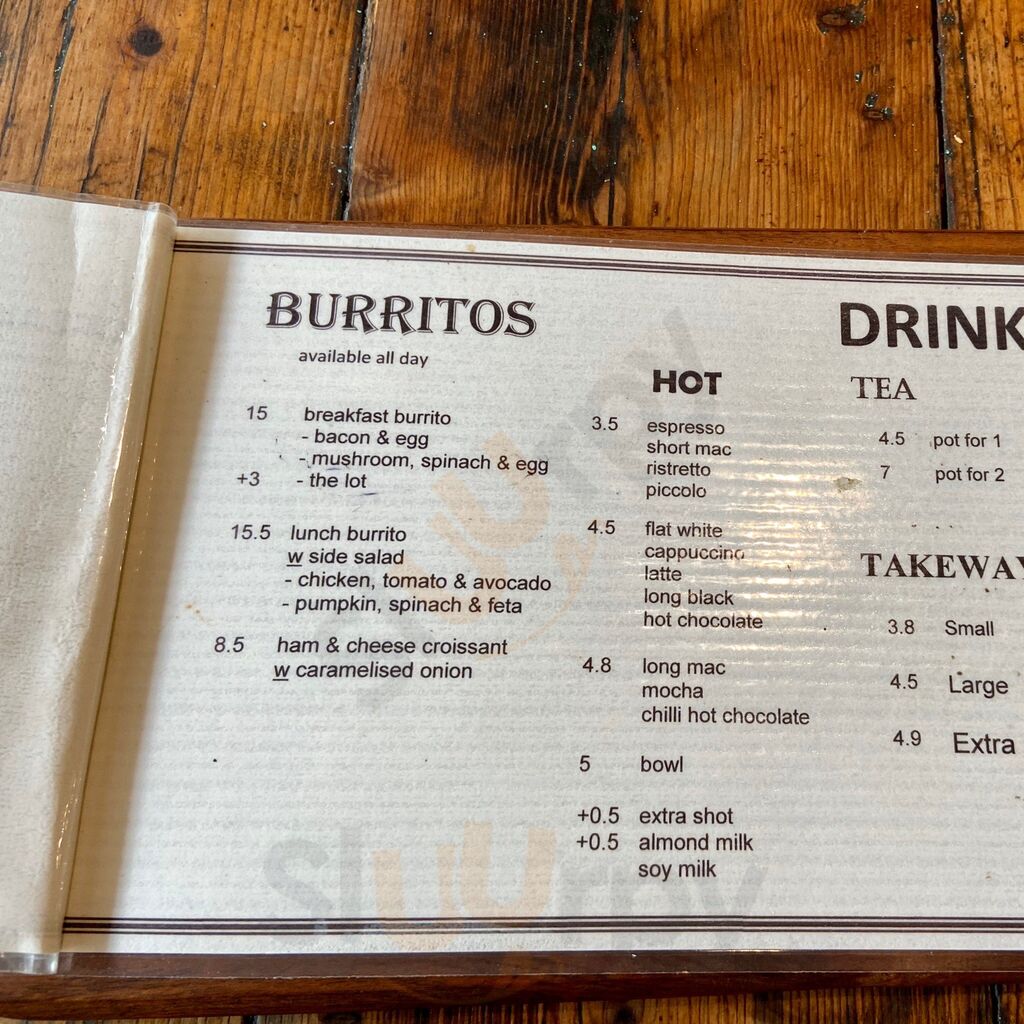 BURRITOS
available all day
15 breakfast burrito
- bacon & egg
- mushroom, spinach & egg
+3 - the lot
15.5 lunch burrito
w side salad
- chicken, tomato & avocado
- pumpkin, spinach & feta
8.5 ham & cheese croissant
w caramelised onion
DRINK
HOT
3.5 espresso
short mac
ristretto
piccolo
4.5 flat white
cappuccino
latte
long black
hot chocolate
4.8 long mac
mocha
chilli hot chocolate
5 bowl
+0.5 extra shot
+0.5 almond milk
soy milk
TEA
4.5 pot for 1
7 pot for 2
TAKEWAY
3.8 Small
4.5 Large
4.9 Extra
Sluurpy
Sluurpy